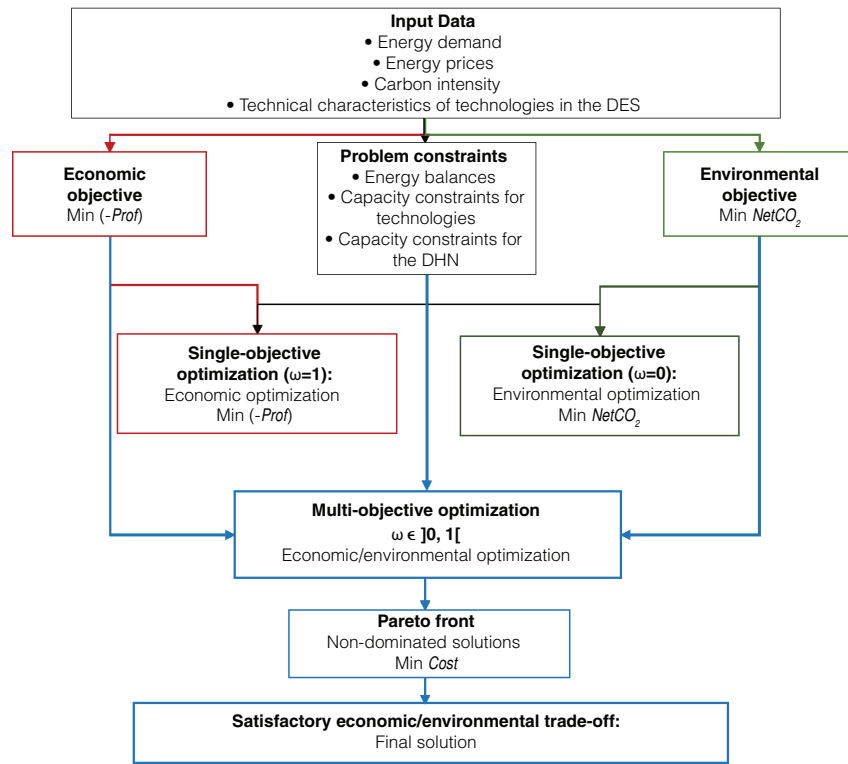 Input Data
• Energy demand
• Energy prices
• Carbon intensity
• Technical characteristics of technologies in the DES
Economic
objective
Min (-Prof)
Problem constraints
• Energy balances
• Capacity constraints for
technologies
• Capacity constraints for
the DHN
Environmental
objective
Min NetCO₂
Single-objective
optimization (ω=1):
Economic optimization
Min (-Prof)
Single-objective
optimization (ω=0):
Environmental optimization
Min NetCO₂
Multi-objective optimization
ω ϵ ]0, 1[
Economic/environmental optimization
Pareto front
Non-dominated solutions
Min Cost
Satisfactory economic/environmental trade-off:
Final solution